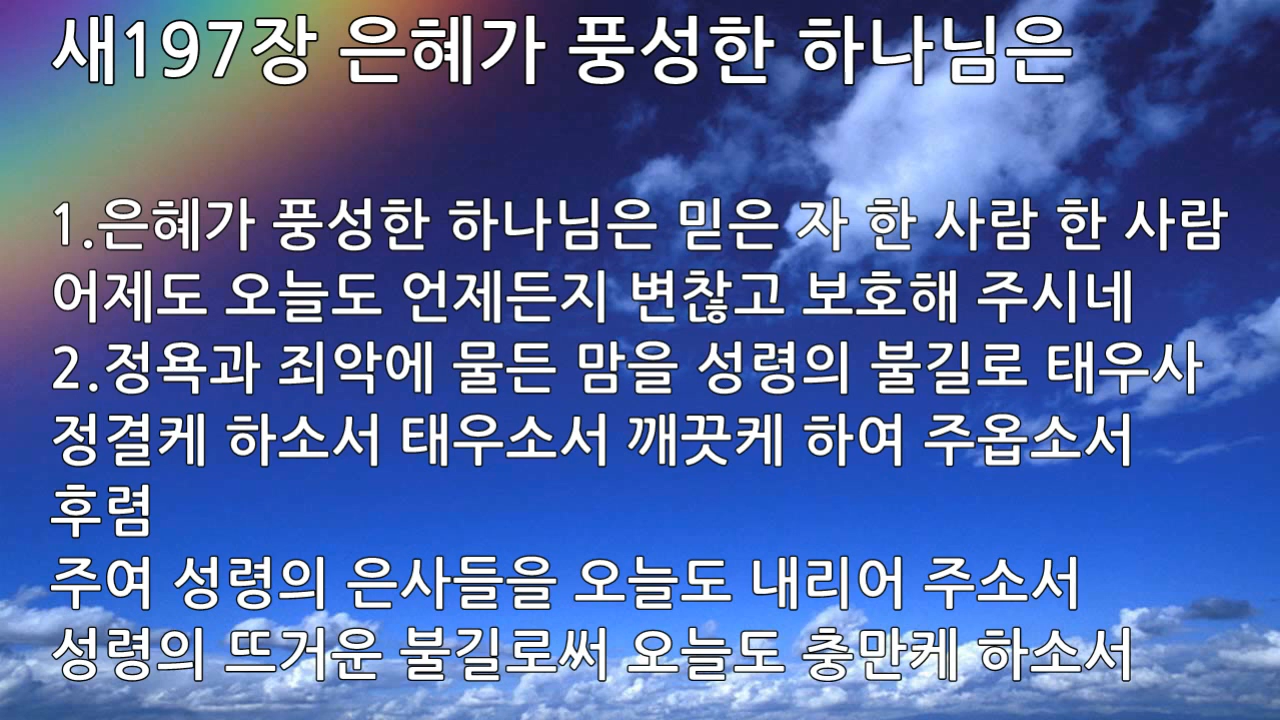 새197장 은혜가 풍성한 하나님은
1.은혜가 풍성한 하나님은 믿은 자 한 사람 한 사람
어제도 오늘도 언제든지 변찮고 보호해 주시네
2.정욕과 죄악에 물든 맘을 성령의 불길로 태우사
정결케 하소서 태우소서 깨끗케 하여 주옵소서
후렴
주여 성령의 은사들을 오늘도 내리어 주소서
성령의 뜨거운 불길로써 오늘도 충만케 하소서